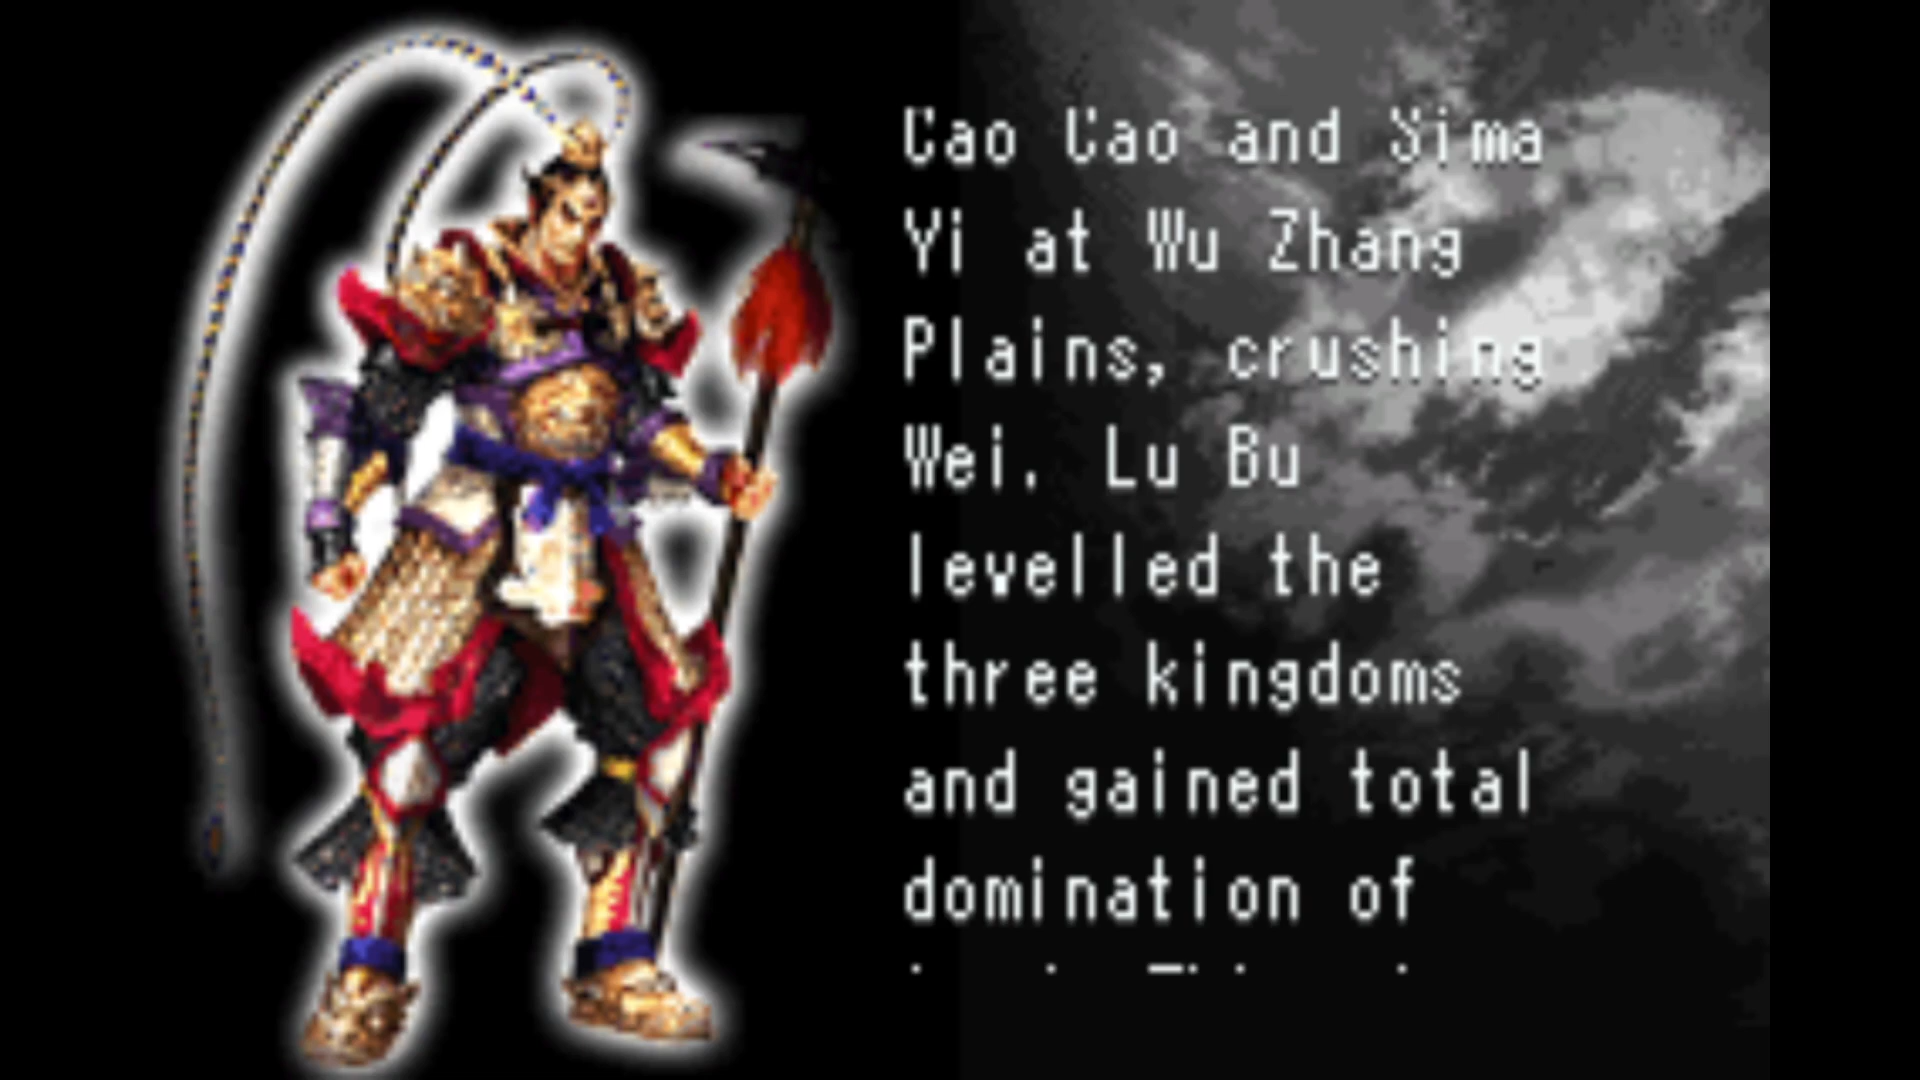 Cao Cao and Sima
Yi at Wu Zhang
Plains, crushing
Wei. Lu Bu
levelled the
three kingdoms
and gained total
domination of